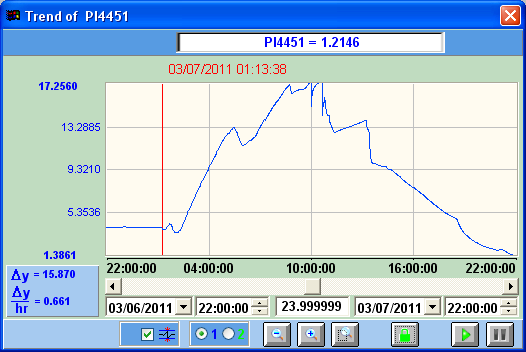 Trend of PI4451
PI4451 = 1.2146
03/07/2011 01:13:38
17.2560
13.2885
9.3210
5.3536
1.3861
22:00:00 04:00:00 10:00:00 16:00:00 22:00:00
Δy = 15.870
Δy
hr = 0.661
03/06/2011 22:00:00 23.999999 03/07/2011 22:00:00
1 2